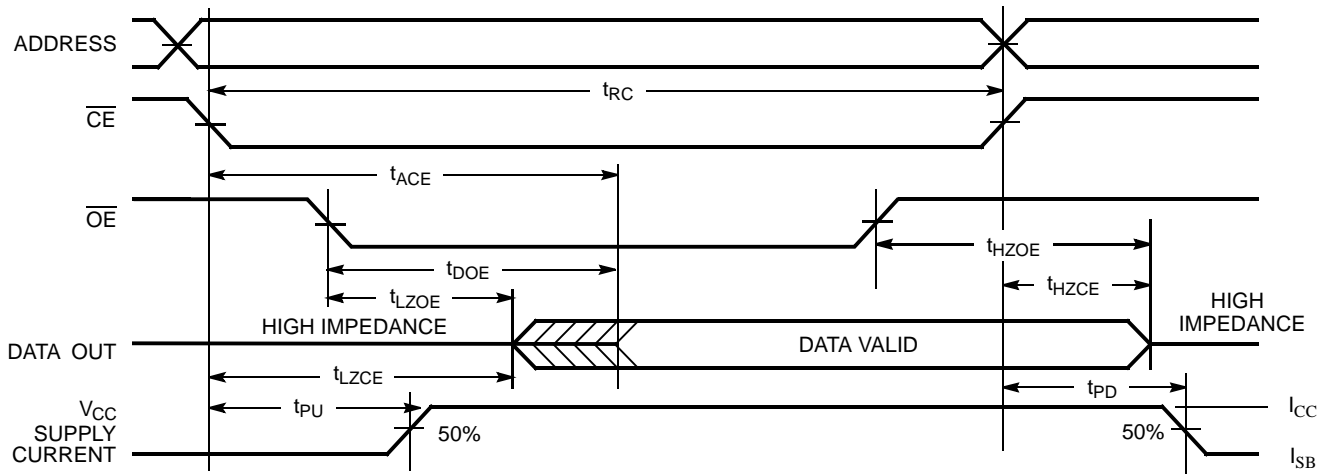 ADDRESS
tRC
CE
tACE
OE
tHZOE
tDOE
tLZOE
tHZCE
HIGH IMPEDANCE
HIGH
IMPEDANCE
DATA OUT
DATA VALID
tLZCE
tPU
tPD
VCC
SUPPLY
CURRENT
50%
50%
ICC
ISB